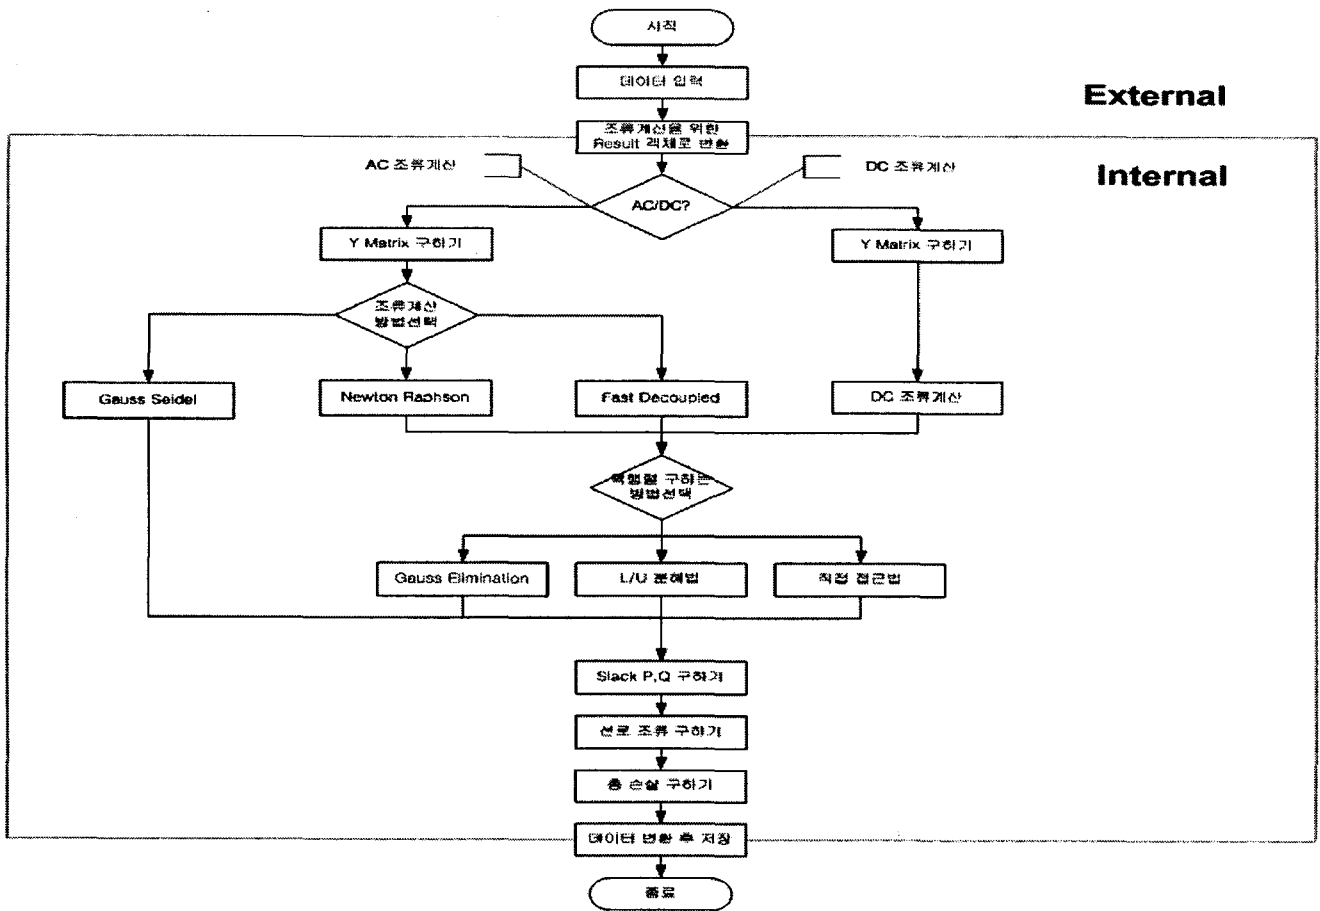 시작
데이터 입력
External
조류계산을 위한
Result 객체로 변환
AC 조류계산
DC 조류계산
Internal
AC/DC?
Y Matrix 구하기
Y Matrix 구하기
조류계산
방법선택
Gauss Seidel
Newton Raphson
Fast Decoupled
DC 조류계산
역행렬 구하는
방법선택
Gauss Elimination
L/U 분해법
직접 접근법
Slack P,Q 구하기
선로 조류 구하기
총 손실 구하기
데이터 변환 후 저장
종료